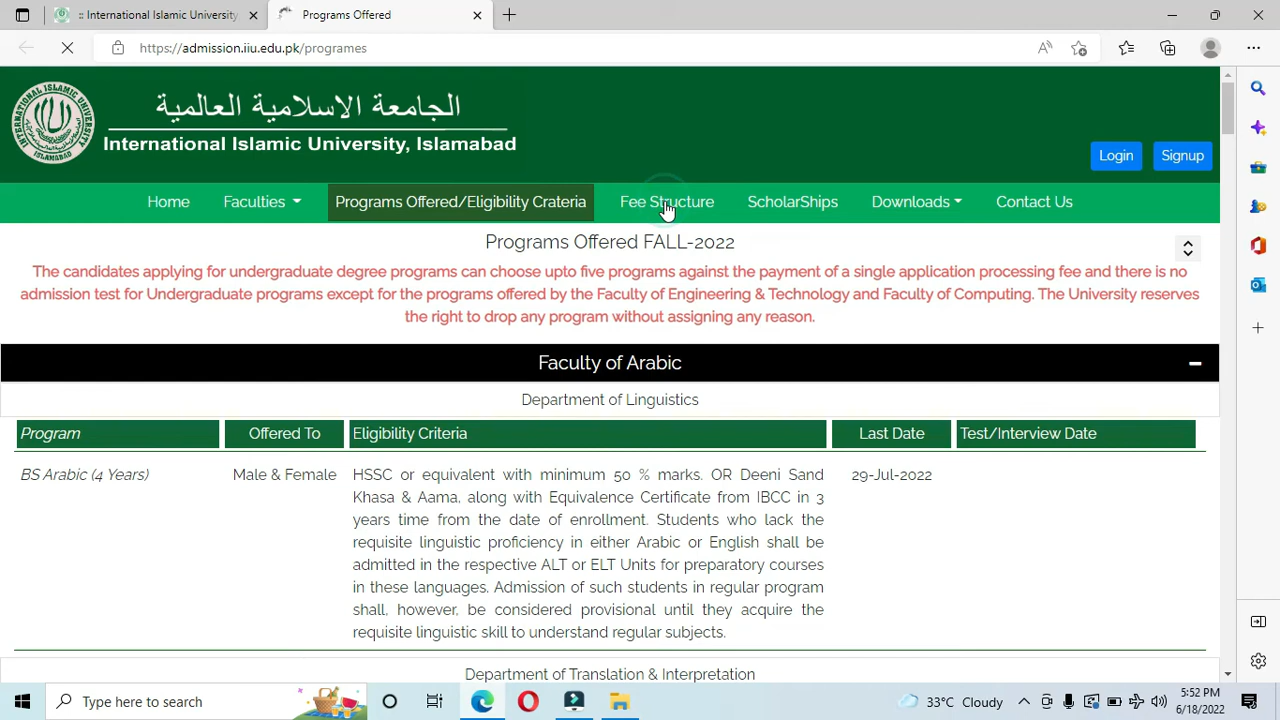 International Islamic University
Programs Offered
https://admission.iiu.edu.pk/programes
الجامعة الاسلامية العالمية
International Islamic University, Islamabad
Login
Signup
Home
Faculties
Programs Offered/Eligibility Crateria
Fee Structure
ScholarShips
Downloads
Contact Us
Programs Offered FALL-2022
The candidates applying for undergraduate degree programs can choose upto five programs against the payment of a single application processing fee and there is no
admission test for Undergraduate programs except for the programs offered by the Faculty of Engineering & Technology and Faculty of Computing. The University reserves
the right to drop any program without assigning any reason.
Faculty of Arabic
Department of Linguistics
Program
Offered To
Eligibility Criteria
Last Date
Test/Interview Date
BS Arabic (4 Years)
Male & Female
HSSC or equivalent with minimum 50 % marks. OR Deeni Sand
Khasa & Aama, along with Equivalence Certificate from IBCC in 3
years time from the date of enrollment. Students who lack the
requisite linguistic proficiency in either Arabic or English shall be
admitted in the respective ALT or ELT Units for preparatory courses
in these languages. Admission of such students in regular program
shall, however, be considered provisional until they acquire the
requisite linguistic skill to understand regular subjects.
29-Jul-2022
Department of Translation & Interpretation
Type here to search
33°C Cloudy
5:52 PM
6/18/2022